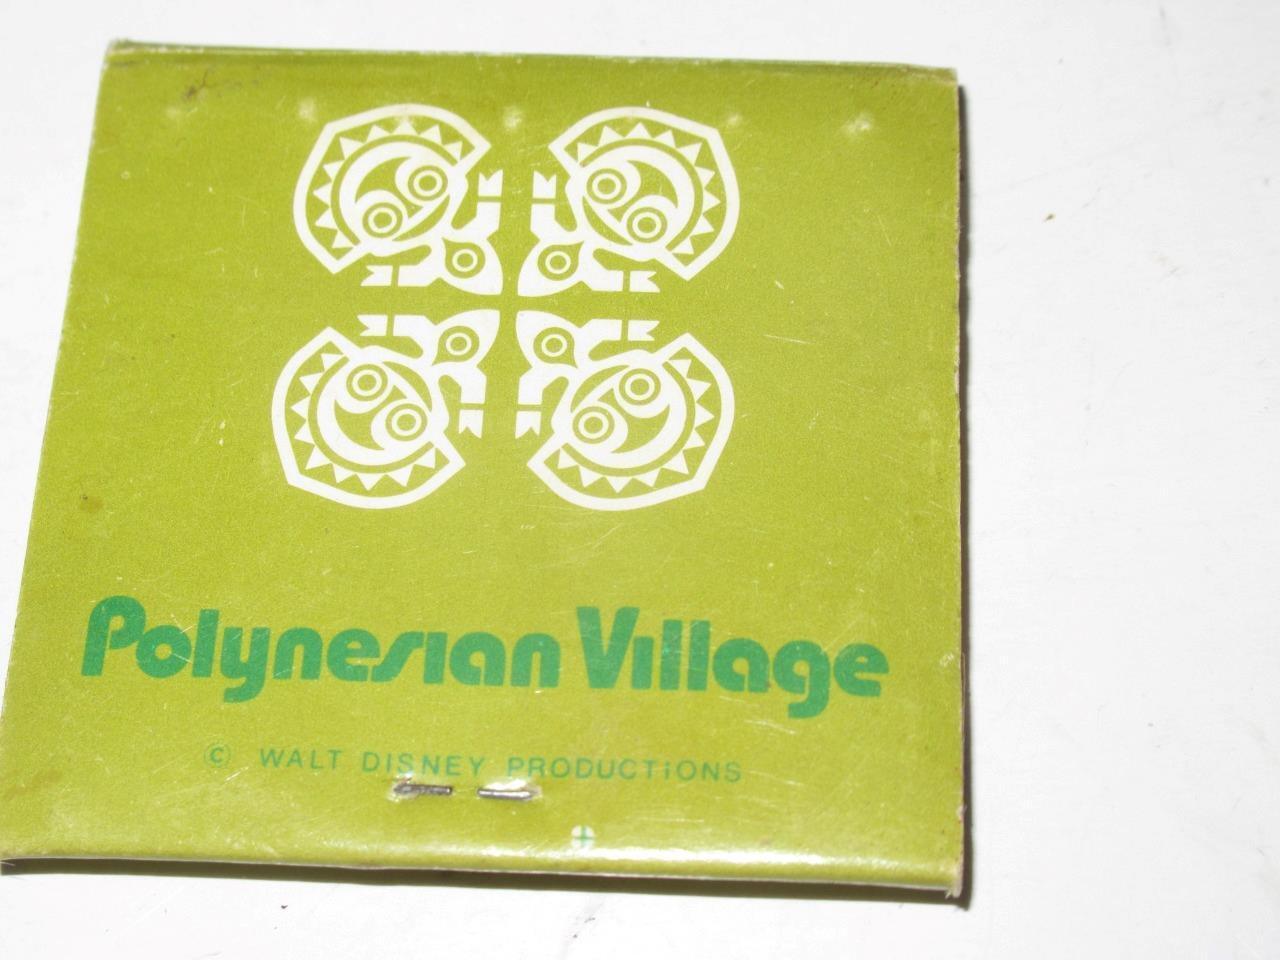 Polynesian Village
© WALT DISNEY PRODUCTIONS